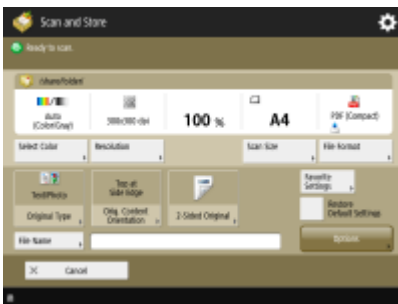 Scan and Store
Ready to scan.
/share/folder/
Auto
(Color/Gray)
300x300 dpi
100 %
A4
PDF (Compact)
Select Color
Resolution
Scan Size
File Format
Text/Photo
Original Type
Top at
Side Edge
Orig. Content
Orientation
2-Sided Original
Favorite
Settings
Restore
Default Settings
File Name
Options
Cancel